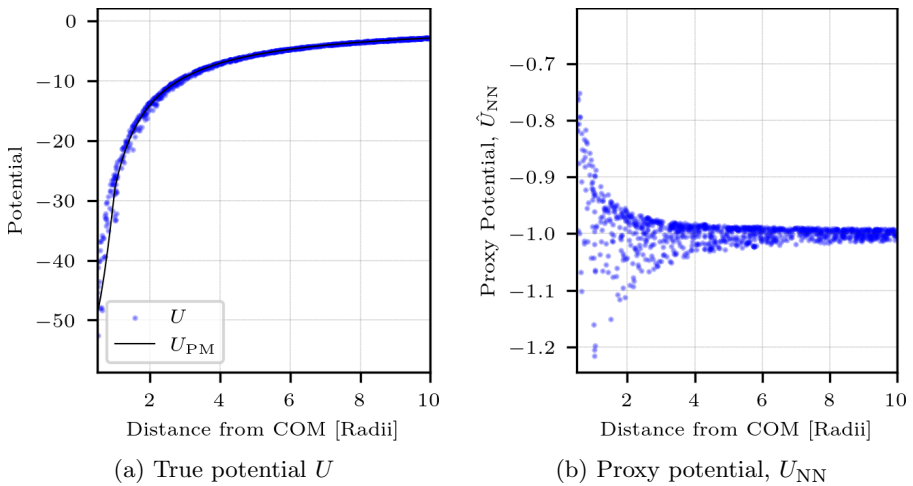 0
−10
−20
−30
−40
−50
Potential
U
U_PM
2
4
6
8
10
Distance from COM [Radii]
(a) True potential U
−0.7
−0.8
−0.9
−1.0
−1.1
−1.2
Proxy Potential, Û_NN
2
4
6
8
10
Distance from COM [Radii]
(b) Proxy potential, U_NN